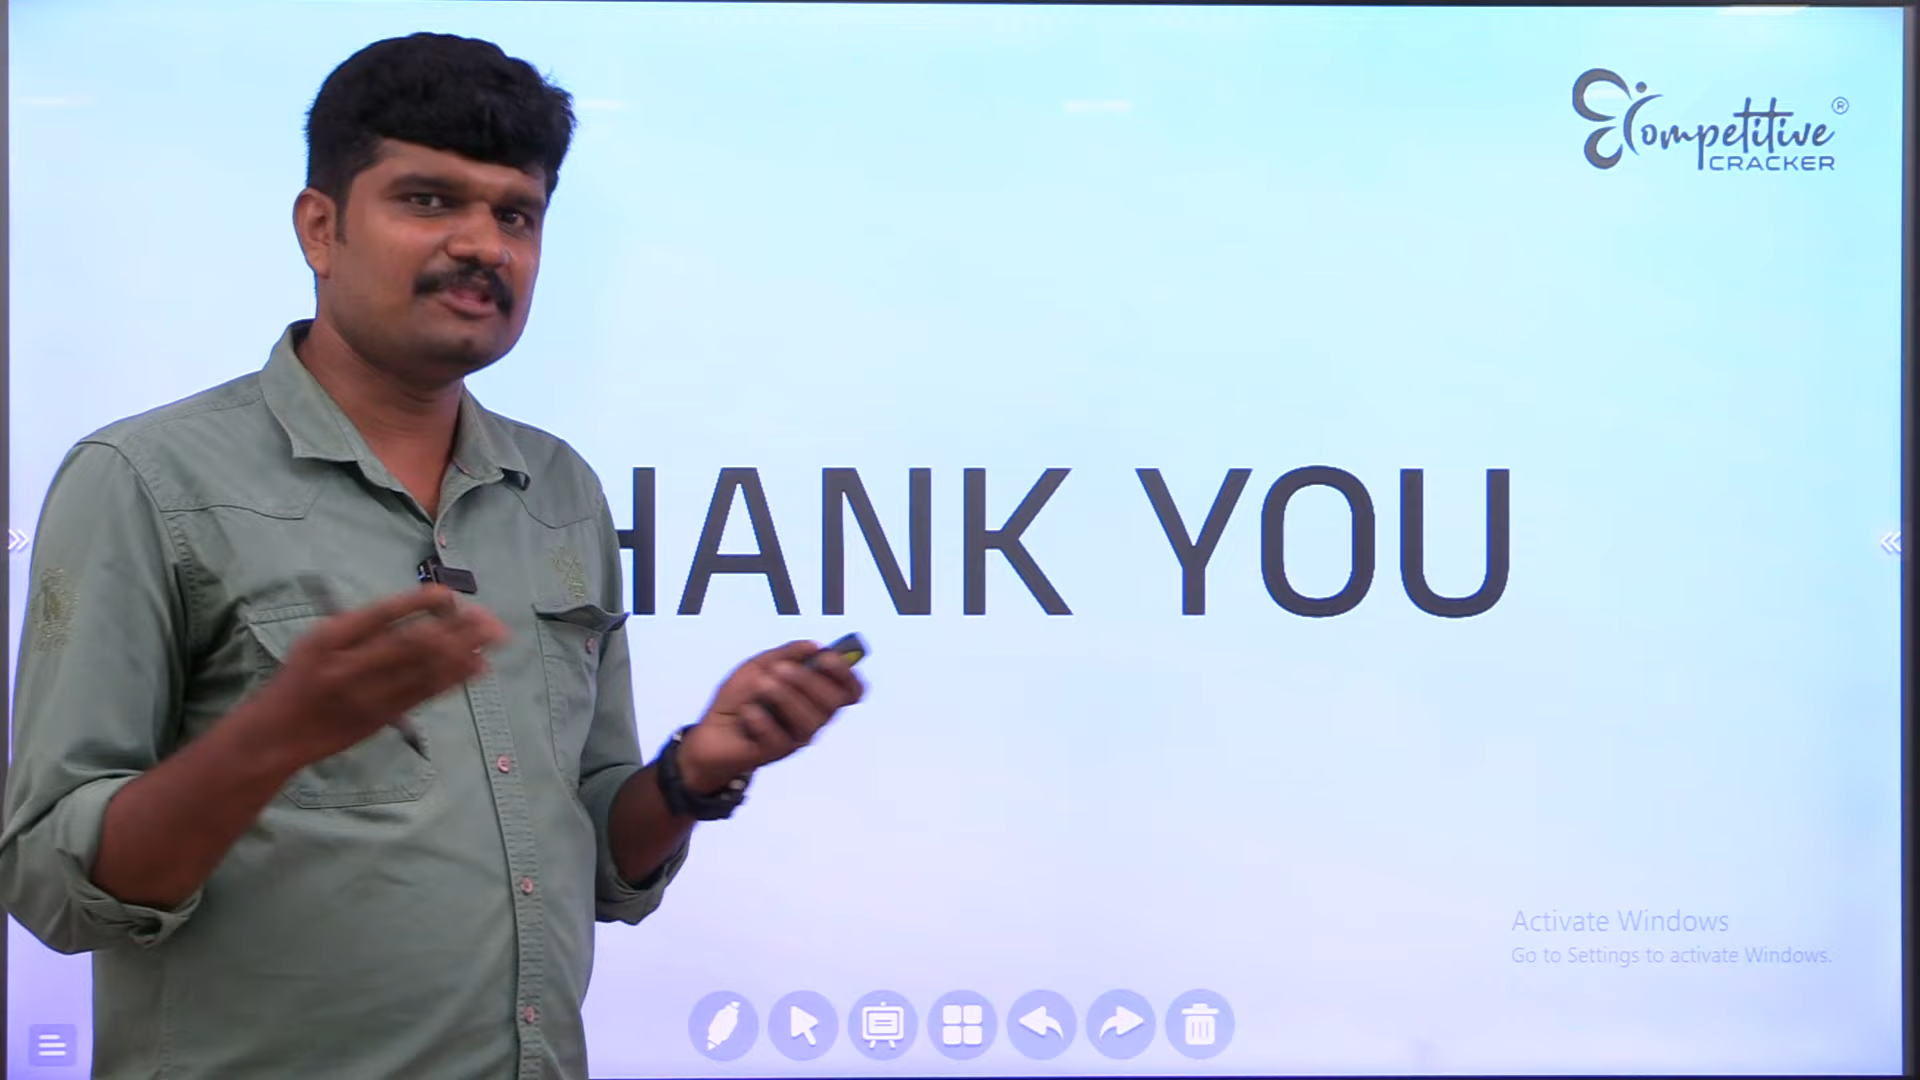 Competitive®
CRACKER
HANK YOU
Activate Windows
Go to Settings to activate Windows.